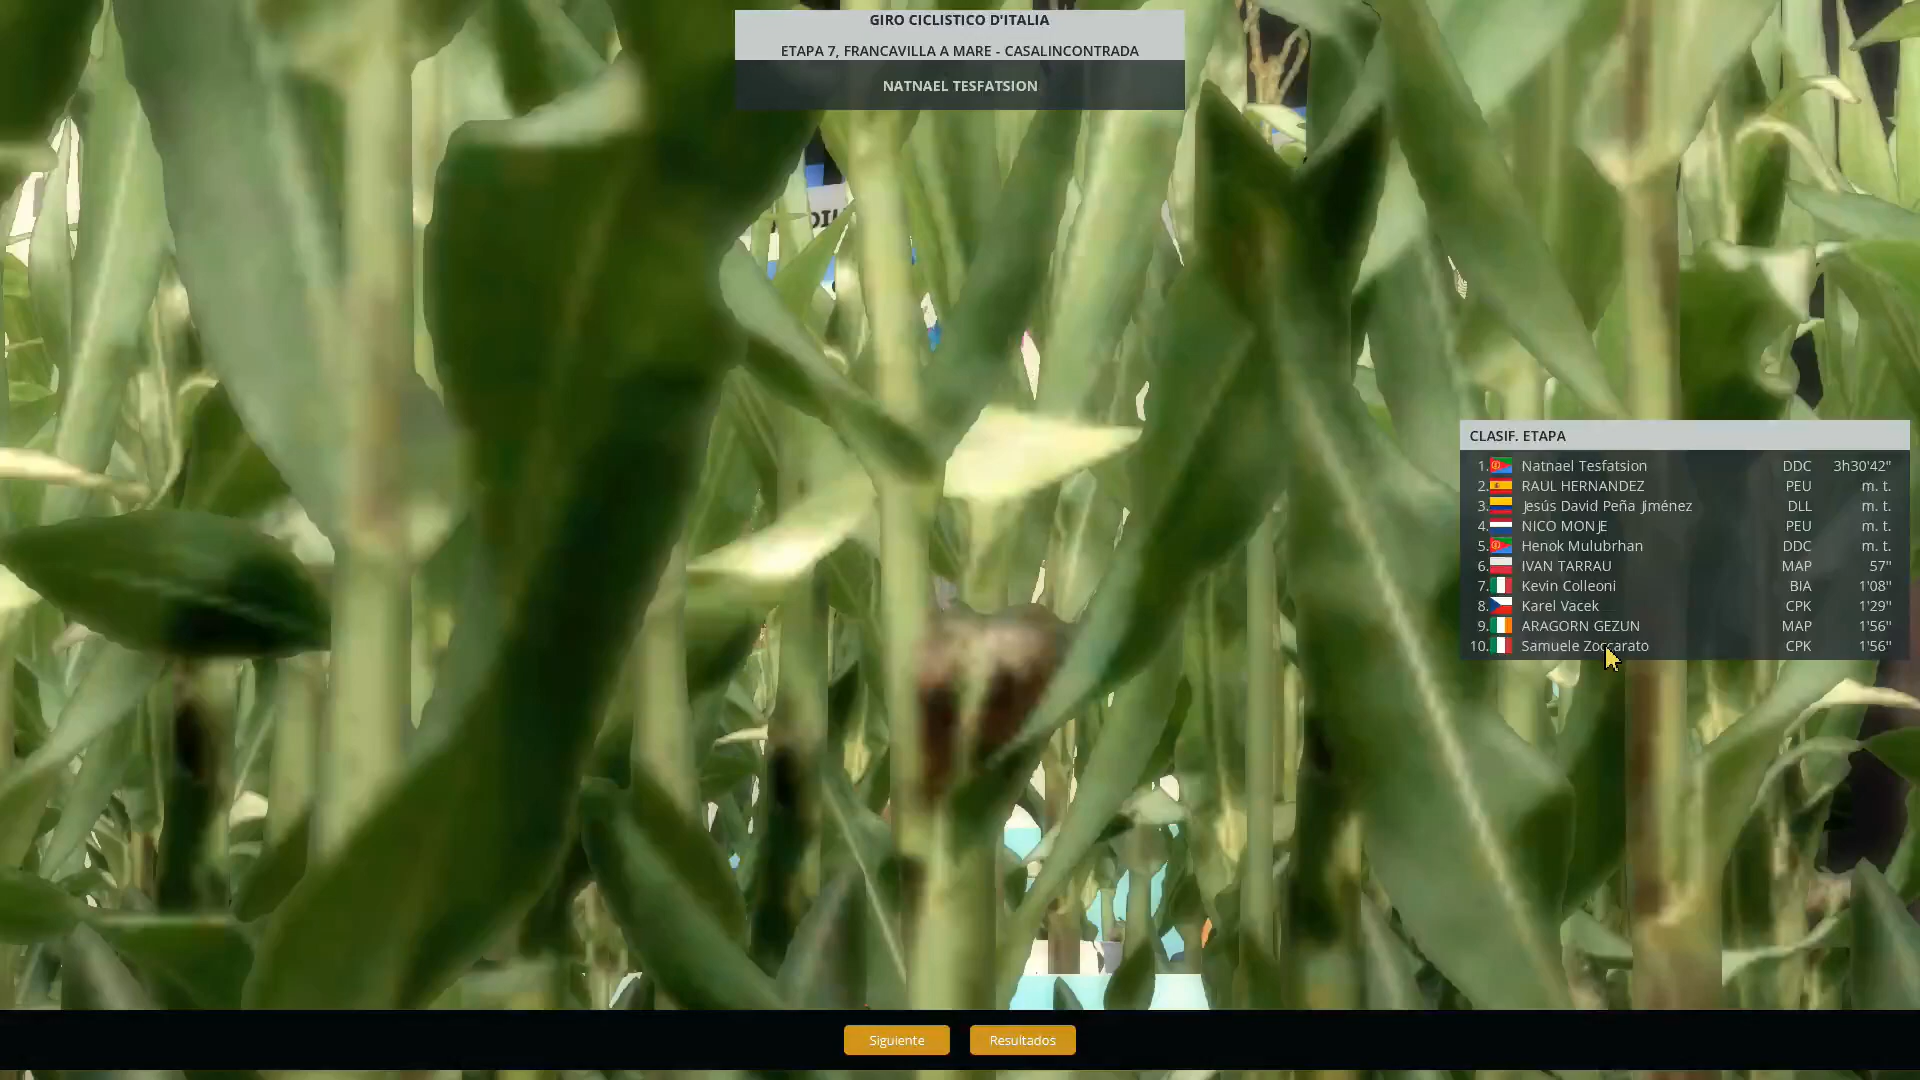 GIRO CICLISTICO D'ITALIA
ETAPA 7, FRANCAVILLA A MARE - CASALINCONTRADA
NATNAEL TESFATSION
CLASIF. ETAPA
1. Natnael Tesfatsion DDC 3h30'42"
2. RAUL HERNANDEZ PEU m. t.
3. Jesús David Peña Jiménez DLL m. t.
4. NICO MONJE PEU m. t.
5. Henok Mulubrhan DDC m. t.
6. IVAN TARRAU MAP 57"
7. Kevin Colleoni BIA 1'08"
8. Karel Vacek CPK 1'29"
9. ARAGORN GEZUN MAP 1'56"
10. Samuele Zoccarato CPK 1'56"
Siguiente Resultados